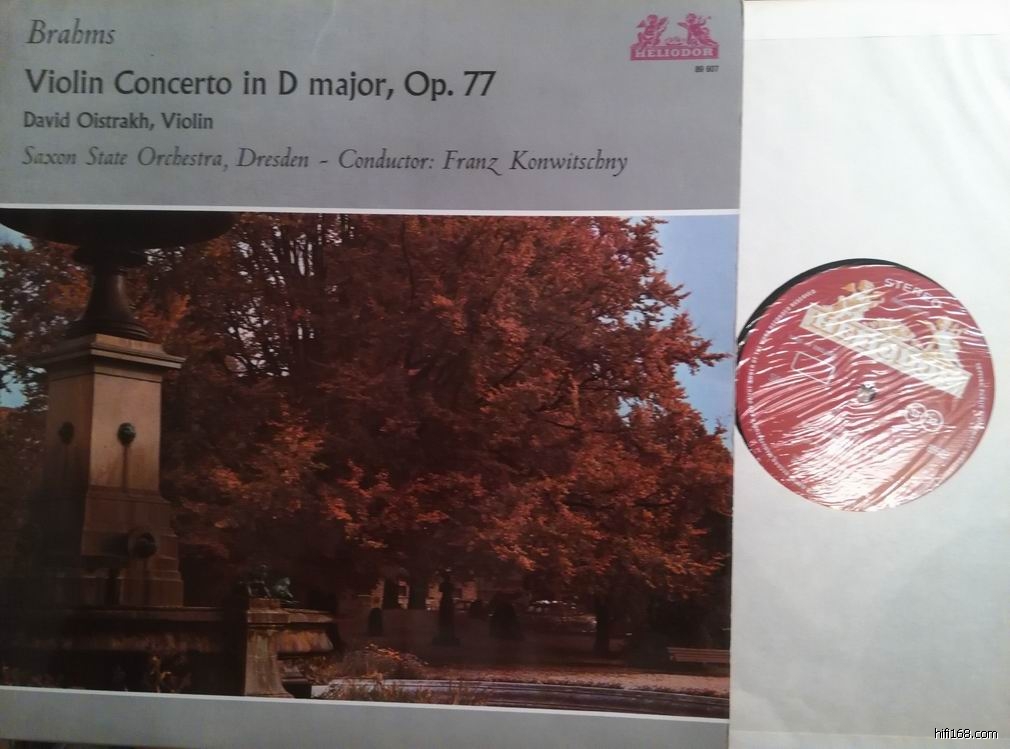 Brahms
HELIODOR
89 607
Violin Concerto in D major, Op. 77
David Oistrakh, Violin
Saxon State Orchestra, Dresden - Conductor: Franz Konwitschny
STEREO
HELIODOR
hifi168.com